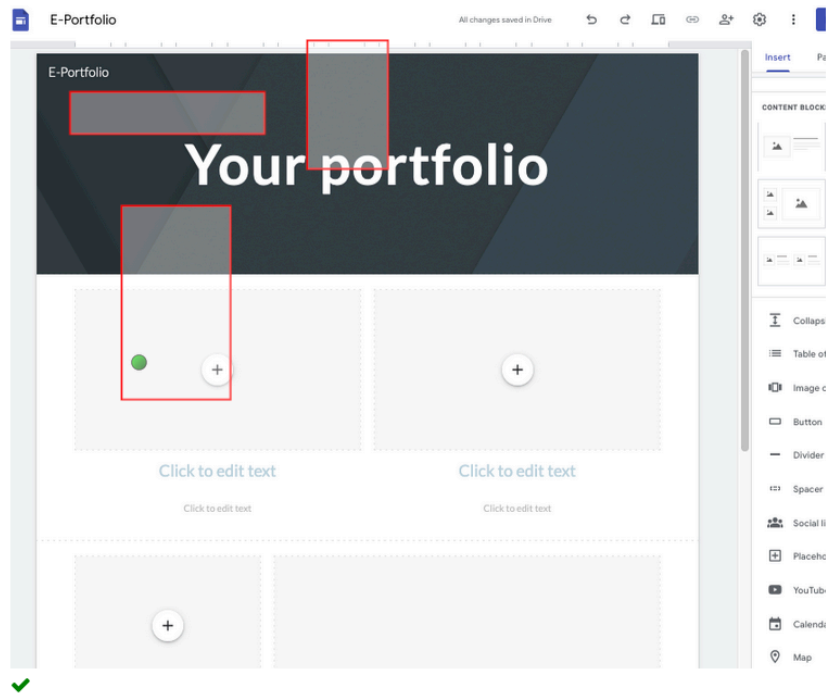 E-Portfolio
All changes saved in Drive
Insert
Pa
CONTENT BLOCK
E-Portfolio
Your portfolio
Collaps
Table of
Image c
Button
Divider
Spacer
Social li
Placeho
YouTube
Calenda
Map
Click to edit text
Click to edit text
Click to edit text
Click to edit text